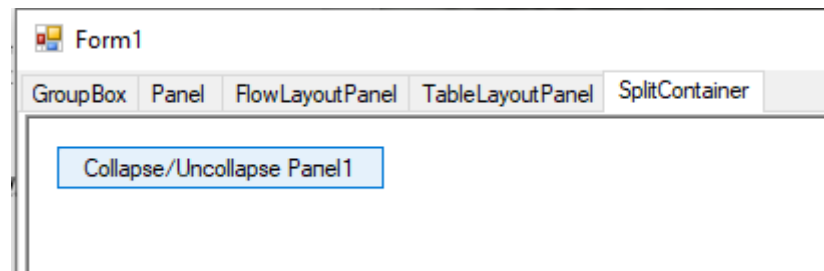 Form1
GroupBox Panel FlowLayoutPanel TableLayoutPanel SplitContainer
Collapse/Uncollapse Panel1